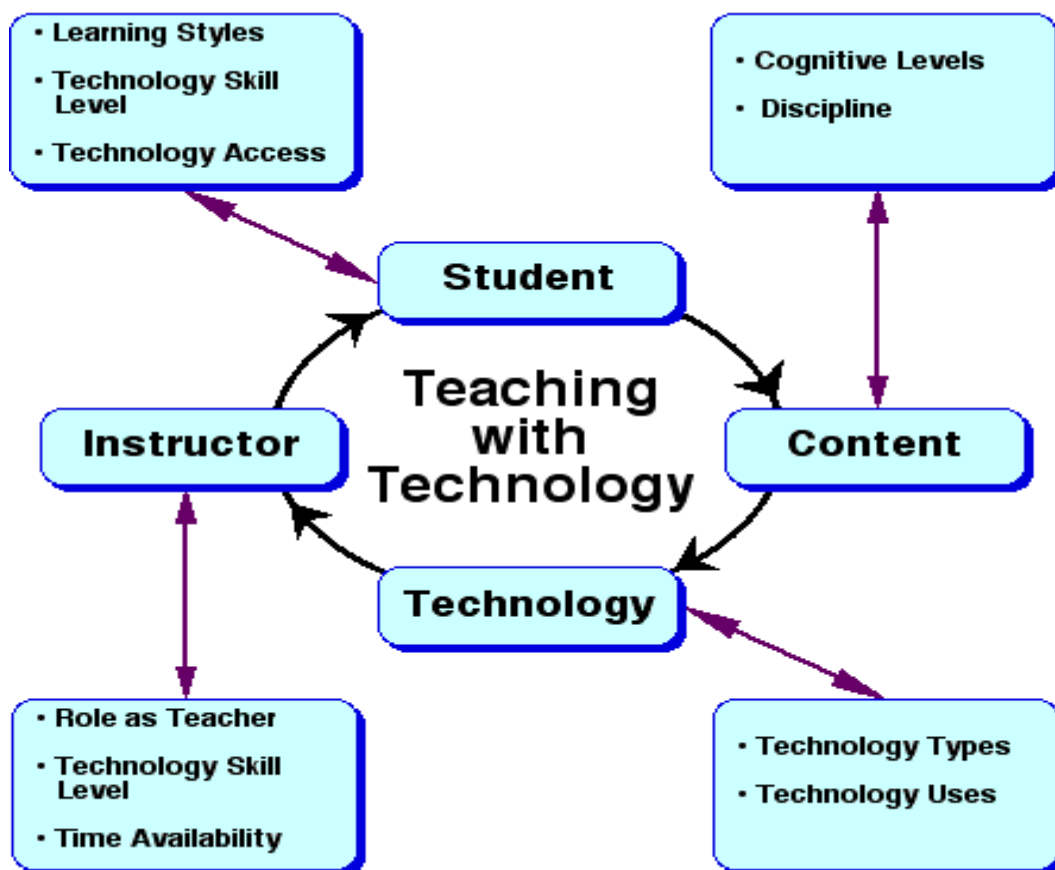 • Learning Styles
• Technology Skill
Level
• Technology Access
• Cognitive Levels
• Discipline
Student
Teaching
with
Technology
Instructor
Content
Technology
• Role as Teacher
• Technology Skill
Level
• Time Availability
• Technology Types
• Technology Uses